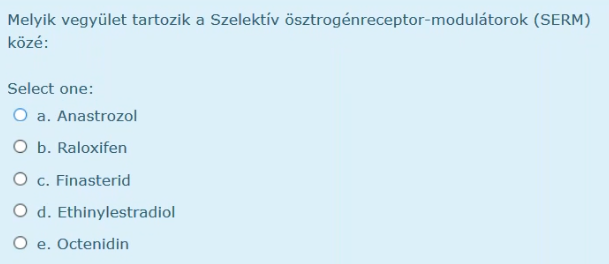 Melyik vegyület tartozik a Szelektív ösztrogénreceptor-modulátorok (SERM)
közé:
Select one:
a. Anastrozol
b. Raloxifen
c. Finasterid
d. Ethinylestradiol
e. Octenidin